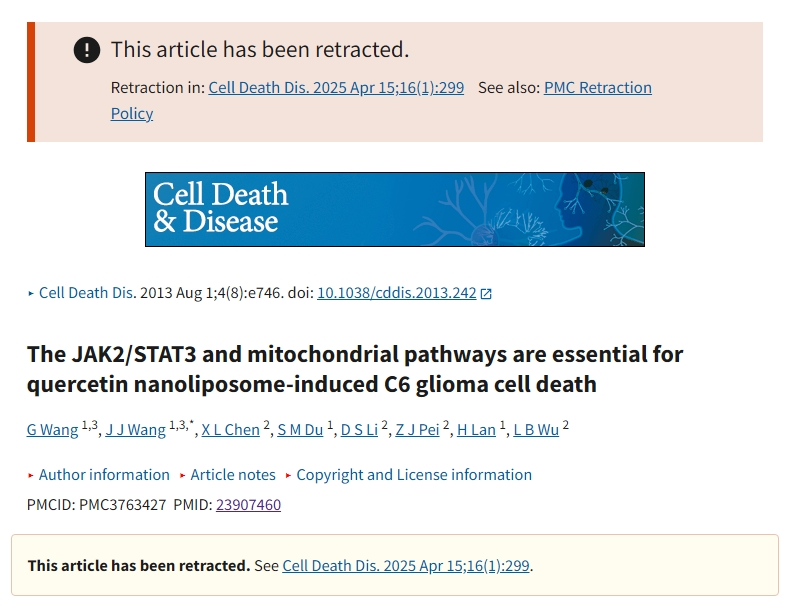 This article has been retracted.
Retraction in: Cell Death Dis. 2025 Apr 15;16(1):299 See also: PMC Retraction
Policy
Cell Death
& Disease
Cell Death Dis. 2013 Aug 1;4(8):e746. doi: 10.1038/cddis.2013.242
The JAK2/STAT3 and mitochondrial pathways are essential for
quercetin nanoliposome-induced C6 glioma cell death
G Wang 1,3, J J Wang 1,3,*, X L Chen 2, S M Du 1, D S Li 2, Z J Pei 2, H Lan 1, L B Wu 2
Author information Article notes Copyright and License information
PMCID: PMC3763427 PMID: 23907460
This article has been retracted. See Cell Death Dis. 2025 Apr 15;16(1):299.